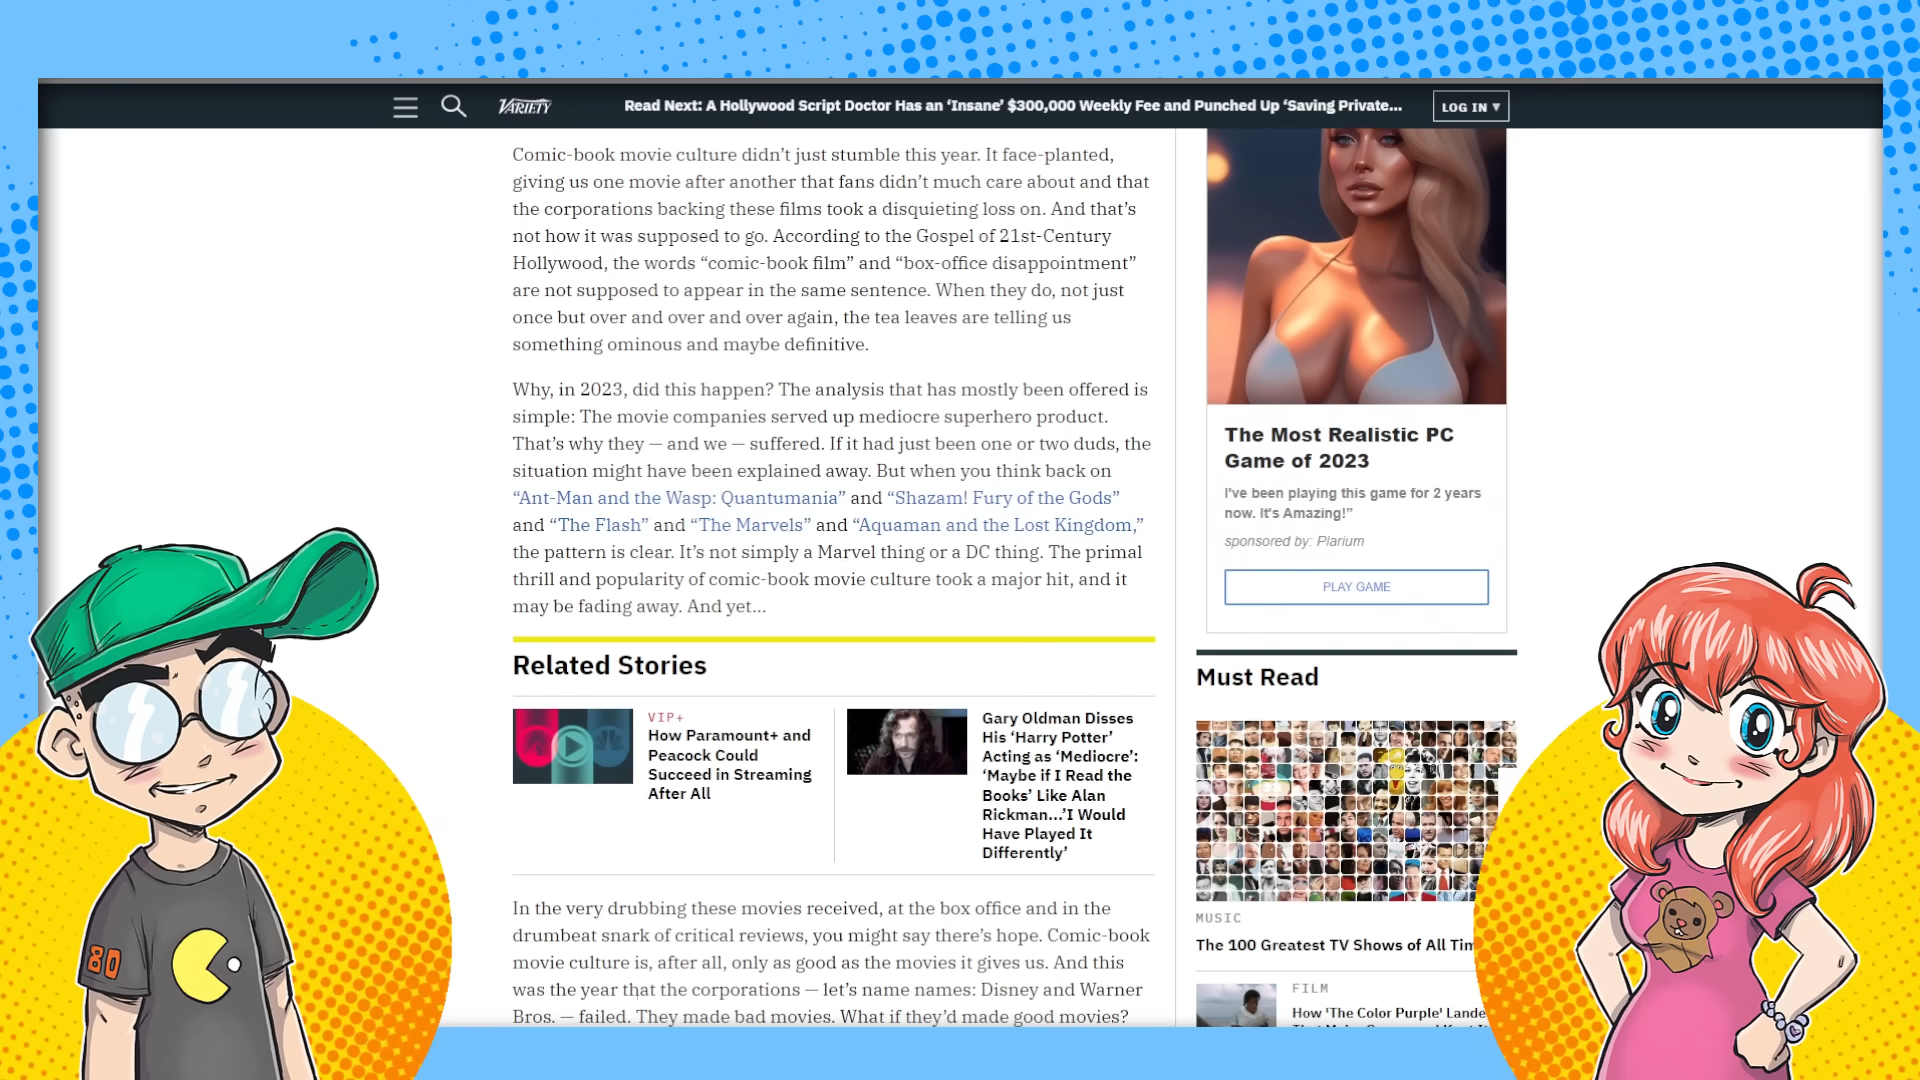 VARIETY
Read Next: A Hollywood Script Doctor Has an ‘Insane’ $300,000 Weekly Fee and Punched Up ‘Saving Private...
LOG IN ▾
Comic-book movie culture didn’t just stumble this year. It face-planted,
giving us one movie after another that fans didn’t much care about and that
the corporations backing these films took a disquieting loss on. And that’s
not how it was supposed to go. According to the Gospel of 21st-Century
Hollywood, the words “comic-book film” and “box-office disappointment”
are not supposed to appear in the same sentence. When they do, not just
once but over and over and over again, the tea leaves are telling us
something ominous and maybe definitive.
Why, in 2023, did this happen? The analysis that has mostly been offered is
simple: The movie companies served up mediocre superhero product.
That’s why they — and we — suffered. If it had just been one or two duds, the
situation might have been explained away. But when you think back on
“Ant-Man and the Wasp: Quantumania” and “Shazam! Fury of the Gods”
and “The Flash” and “The Marvels” and “Aquaman and the Lost Kingdom,”
the pattern is clear. It’s not simply a Marvel thing or a DC thing. The primal
thrill and popularity of comic-book movie culture took a major hit, and it
may be fading away. And yet…
Related Stories
VIP+
How Paramount+ and
Peacock Could
Succeed in Streaming
After All
Gary Oldman Disses
His ‘Harry Potter’
Acting as ‘Mediocre’:
‘Maybe if I Read the
Books’ Like Alan
Rickman...’I Would
Have Played It
Differently’
In the very drubbing these movies received, at the box office and in the
drumbeat snark of critical reviews, you might say there’s hope. Comic-book
movie culture is, after all, only as good as the movies it gives us. And this
was the year that the corporations — let’s name names: Disney and Warner
Bros. — failed. They made bad movies. What if they’d made good movies?
The Most Realistic PC
Game of 2023
I've been playing this game for 2 years
now. It's Amazing!”
sponsored by: Plarium
PLAY GAME
Must Read
MUSIC
The 100 Greatest TV Shows of All Tim
FILM
How 'The Color Purple' Lande
80